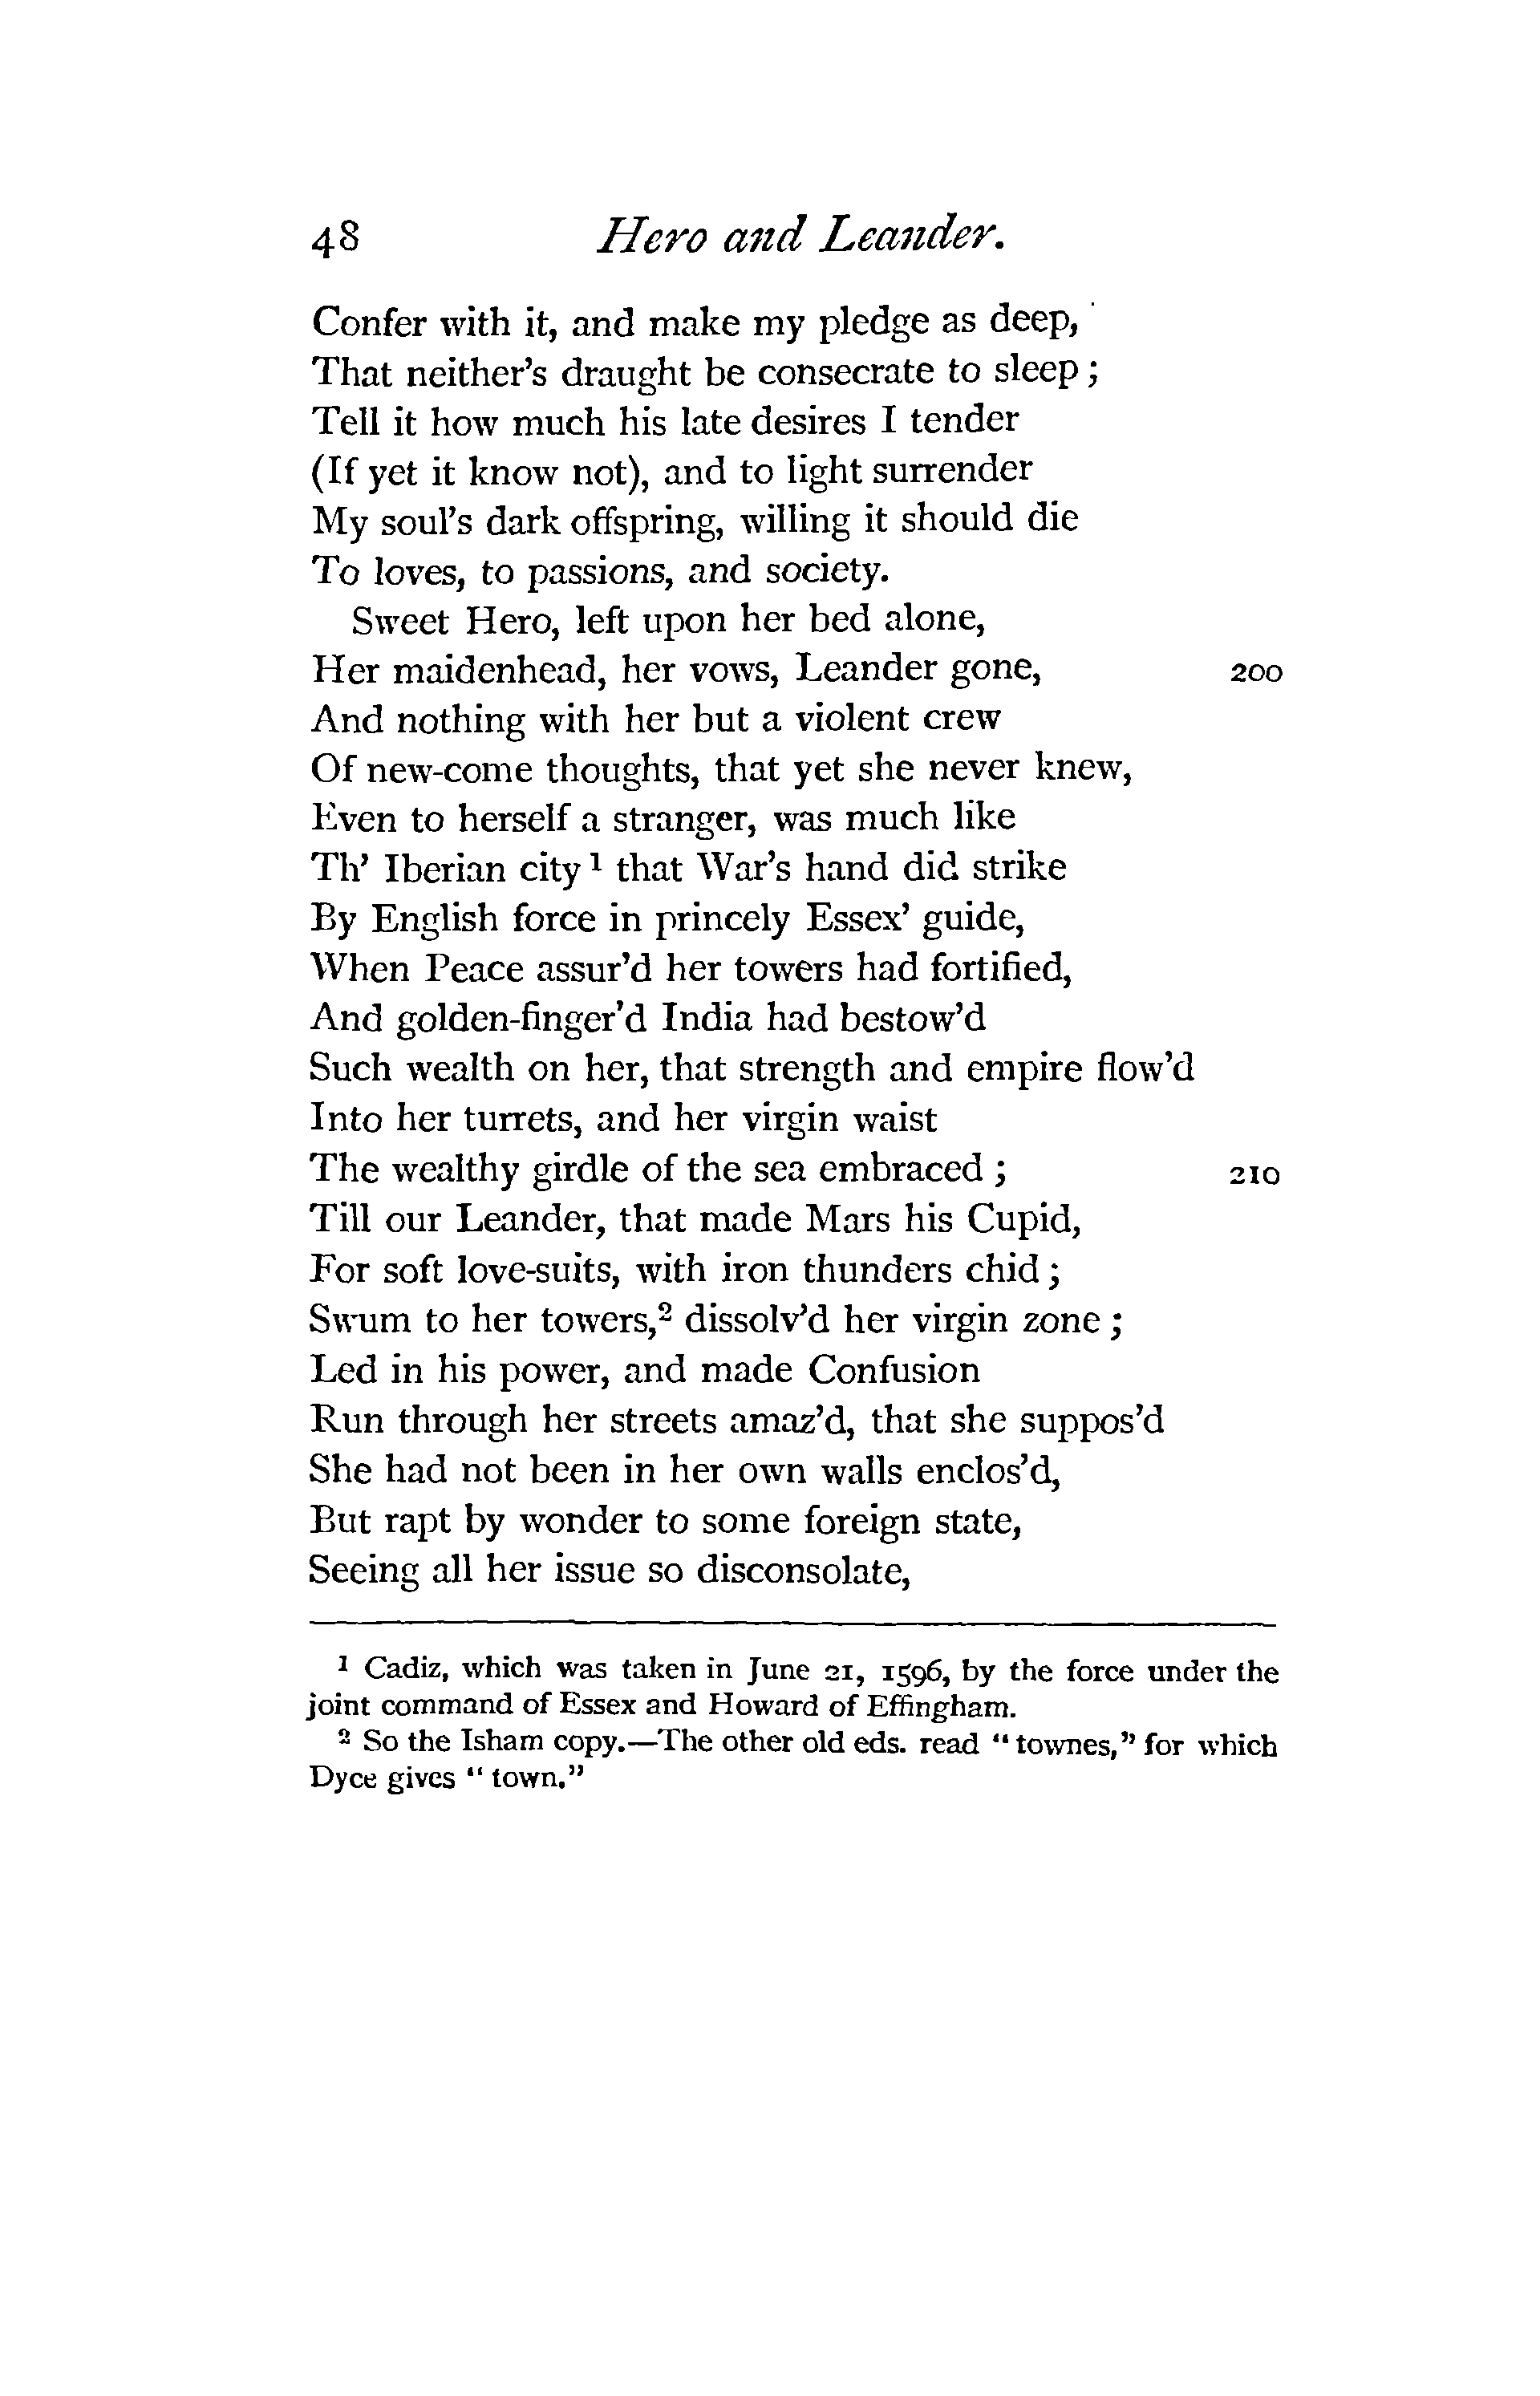 48 Hero and Leander.
Confer with it, and make my pledge as deep,
That neither's draught be consecrate to sleep ;
Tell it how much his late desires I tender
(If yet it know not), and to light surrender
My soul's dark offspring, willing it should die
To loves, to passions, and society.
Sweet Hero, left upon her bed alone,
Her maidenhead, her vows, Leander gone, 200
And nothing with her but a violent crew
Of new-come thoughts, that yet she never knew,
Even to herself a stranger, was much like
Th' Iberian city ¹ that War's hand did strike
By English force in princely Essex' guide,
When Peace assur'd her towers had fortified,
And golden-finger'd India had bestow'd
Such wealth on her, that strength and empire flow'd
Into her turrets, and her virgin waist
The wealthy girdle of the sea embraced ; 210
Till our Leander, that made Mars his Cupid,
For soft love-suits, with iron thunders chid ;
Swum to her towers,² dissolv'd her virgin zone ;
Led in his power, and made Confusion
Run through her streets amaz'd, that she suppos'd
She had not been in her own walls enclos'd,
But rapt by wonder to some foreign state,
Seeing all her issue so disconsolate,
¹ Cadiz, which was taken in June 21, 1596, by the force under the
joint command of Essex and Howard of Effingham.
² So the Isham copy.—The other old eds. read "townes," for which
Dyce gives "town."